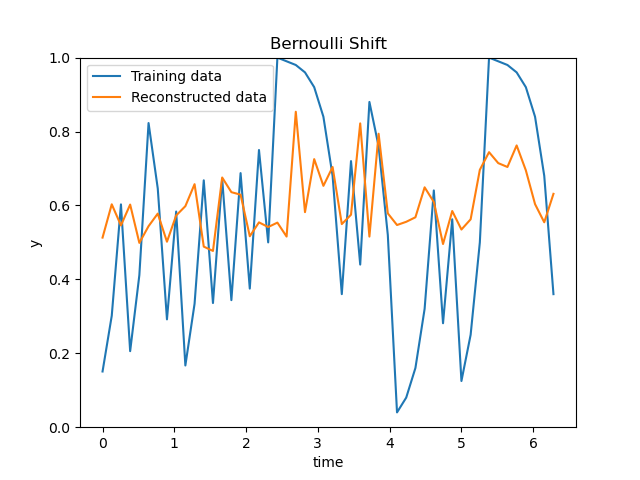 Bernoulli Shift
Training data
Reconstructed data
1.0
0.8
0.6
0.4
0.2
0.0
y
0 1 2 3 4 5 6
time